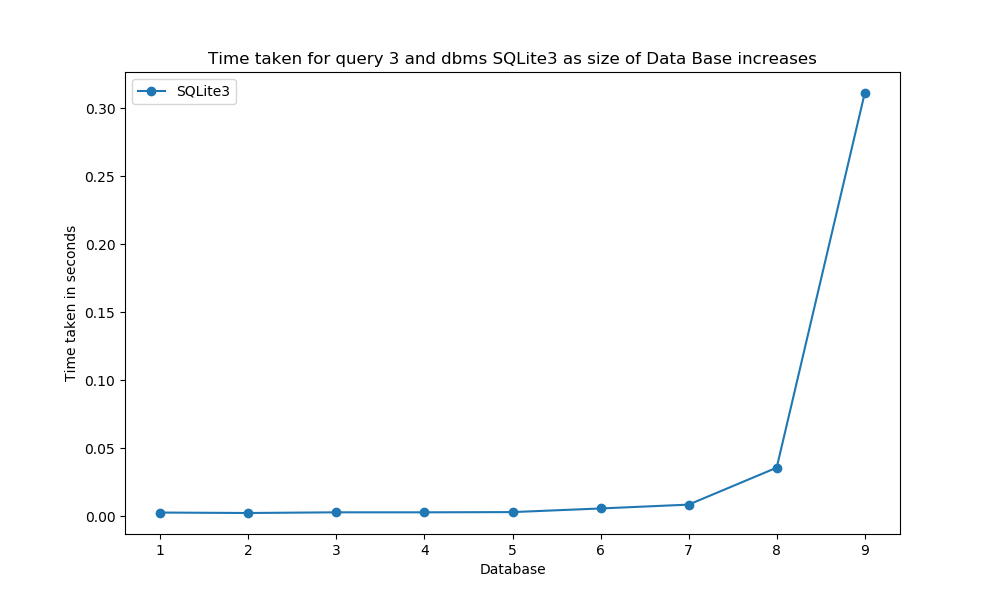 Time taken for query 3 and dbms SQLite3 as size of Data Base increases
SQLite3
0.30
0.25
0.20
0.15
0.10
0.05
0.00
Time taken in seconds
1 2 3 4 5 6 7 8 9
Database